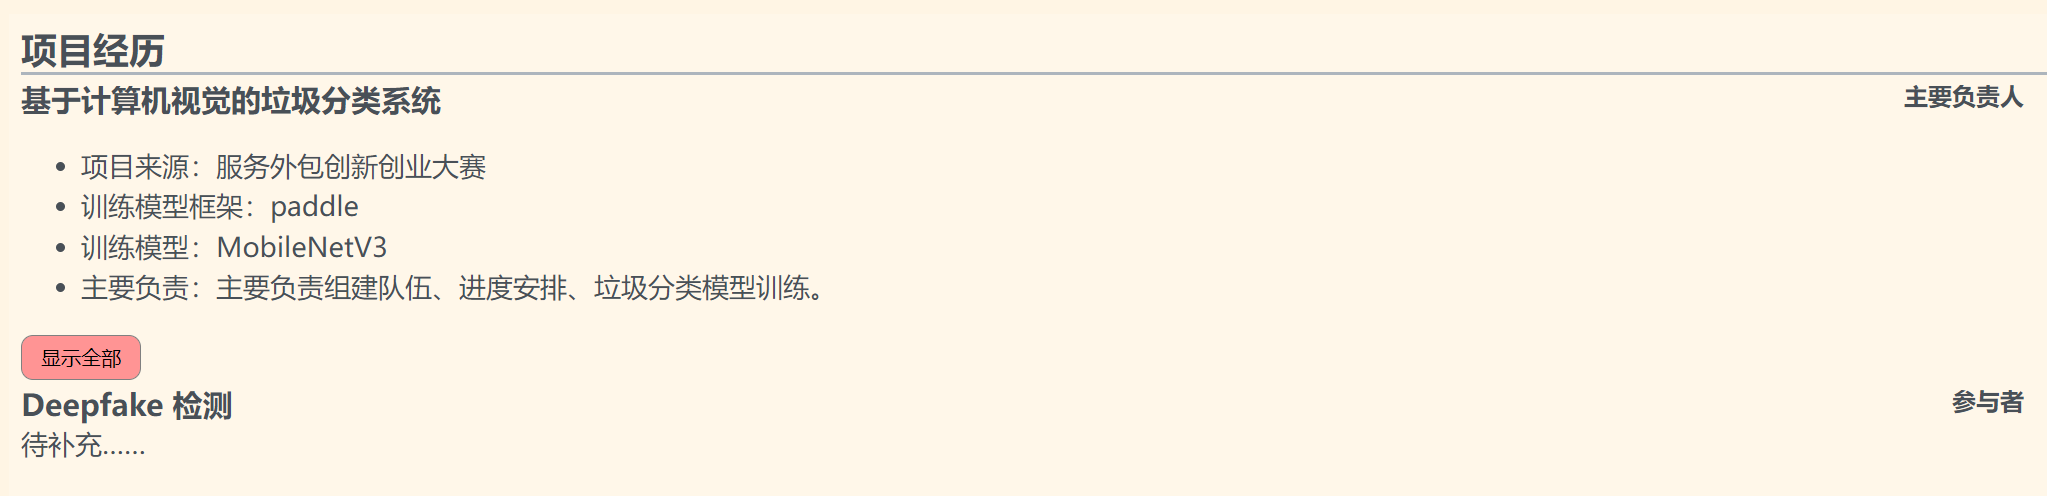 项目经历
基于计算机视觉的垃圾分类系统 主要负责人
项目来源：服务外包创新创业大赛
训练模型框架：paddle
训练模型：MobileNetV3
主要负责：主要负责组建队伍、进度安排、垃圾分类模型训练。
显示全部
Deepfake 检测 参与者
待补充......